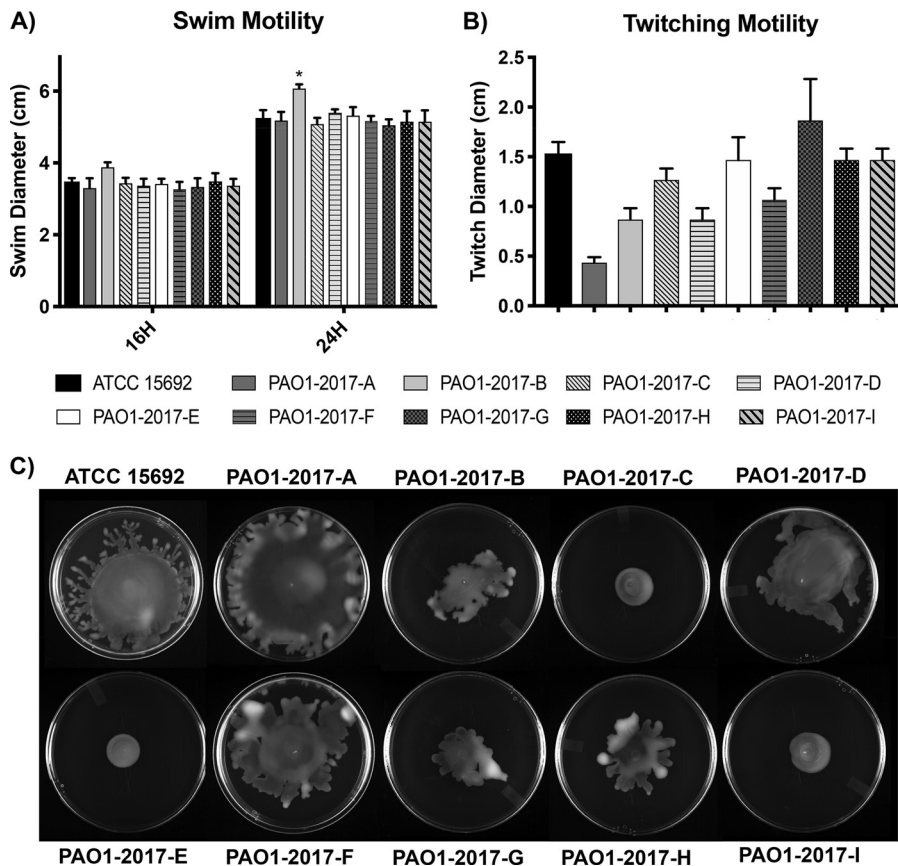 A)
Swim Motility
Swim Diameter (cm)
6
4
2
0
*
16H
24H
B)
Twitching Motility
Twitch Diameter (cm)
2.5
2.0
1.5
1.0
0.5
0.0
ATCC 15692 PAO1-2017-A PAO1-2017-B PAO1-2017-C PAO1-2017-D
PAO1-2017-E PAO1-2017-F PAO1-2017-G PAO1-2017-H PAO1-2017-I
C)
ATCC 15692 PAO1-2017-A PAO1-2017-B PAO1-2017-C PAO1-2017-D
PAO1-2017-E PAO1-2017-F PAO1-2017-G PAO1-2017-H PAO1-2017-I